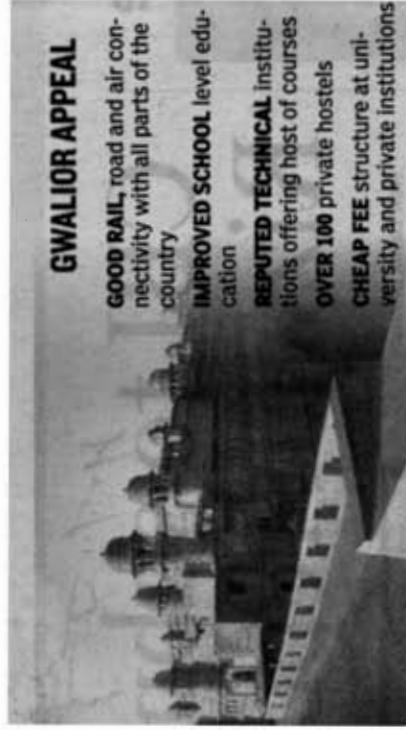 GWALIOR APPEAL
GOOD RAIL, road and air con-
nectivity with all parts of the
country
IMPROVED SCHOOL level edu-
cation
REPUTED TECHNICAL institu-
tions offering host of courses
OVER 100 private hostels
CHEAP FEE structure at uni-
versity and private institutions